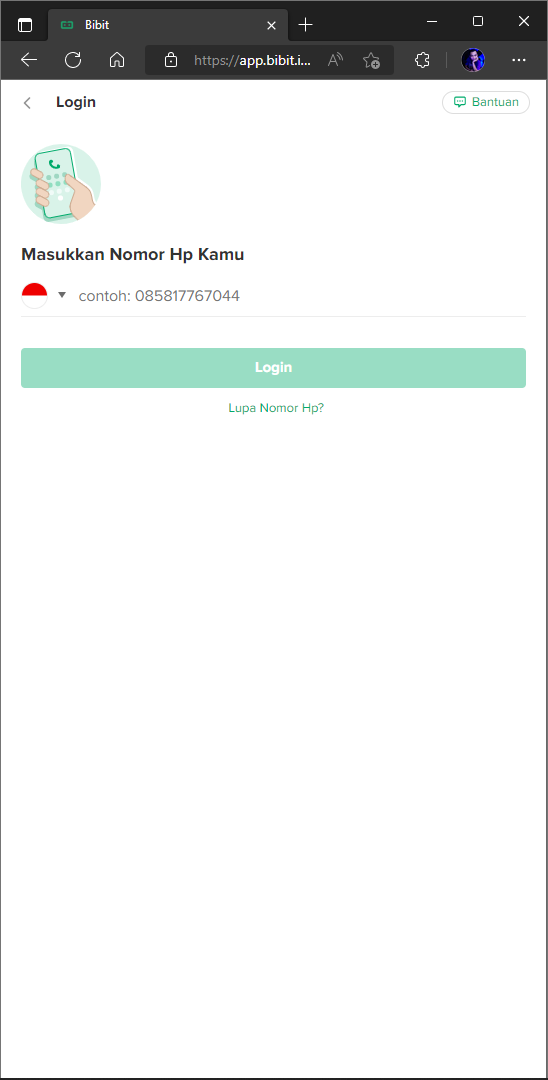 Bibit
https://app.bibit.i...
Login
Bantuan
Masukkan Nomor Hp Kamu
contoh: 085817767044
Login
Lupa Nomor Hp?